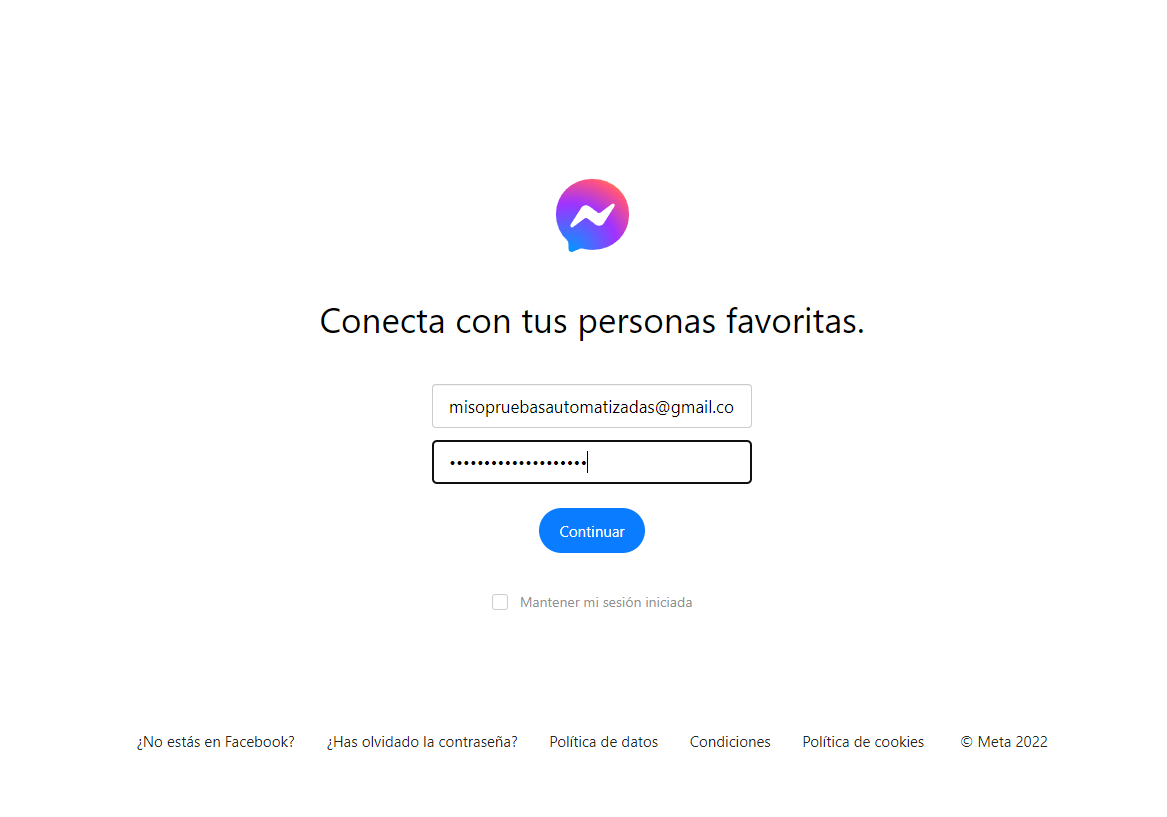 Conecta con tus personas favoritas.
misopruebasautomatizadas@gmail.co
••••••••••••••••••••
Continuar
Mantener mi sesión iniciada
¿No estás en Facebook? ¿Has olvidado la contraseña? Política de datos Condiciones Política de cookies © Meta 2022